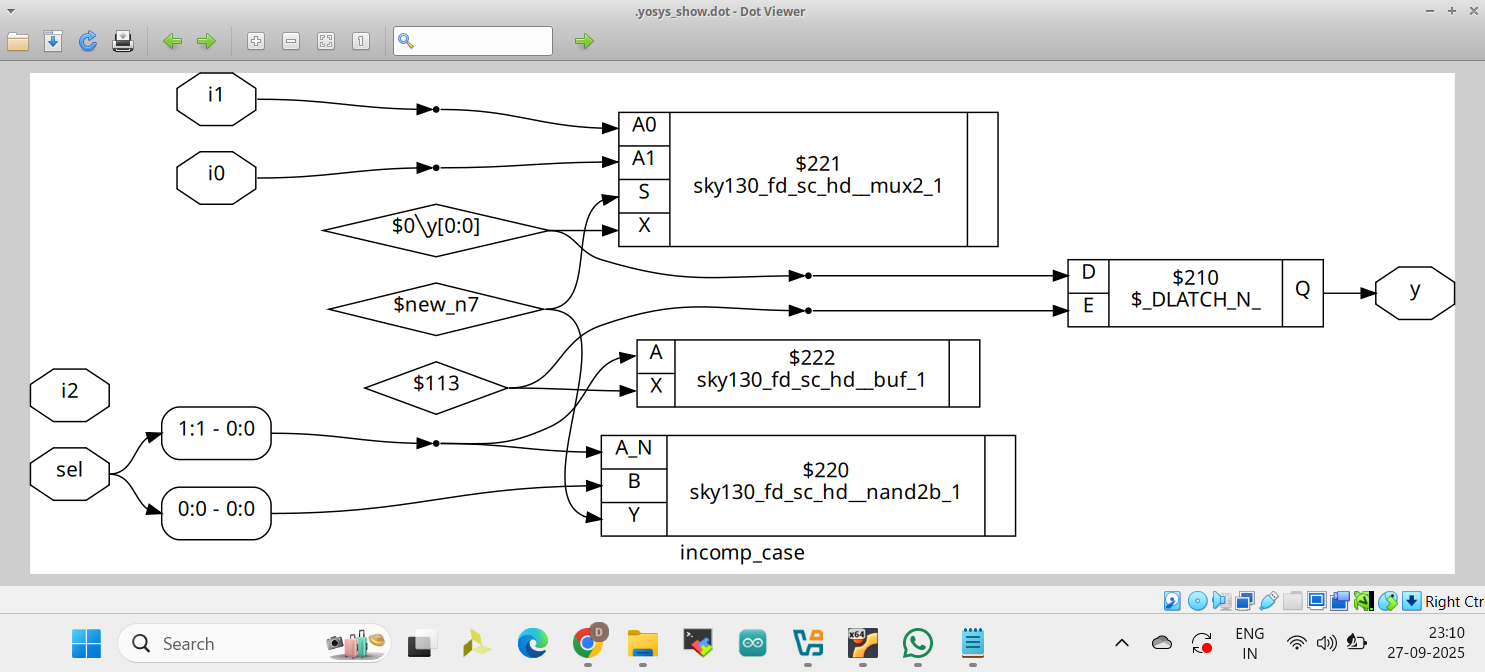 .yosys_show.dot - Dot Viewer
i1
i0
$0\y[0:0]
$new_n7
$113
i2
sel
1:1 - 0:0
0:0 - 0:0
A0
A1
S
X
$221
sky130_fd_sc_hd__mux2_1
D
E
$210
$_DLATCH_N_
Q
y
A
X
$222
sky130_fd_sc_hd__buf_1
A_N
B
Y
$220
sky130_fd_sc_hd__nand2b_1
incomp_case
Right Ctrl
Search
D
x64
ENG
IN
23:10
27-09-2025